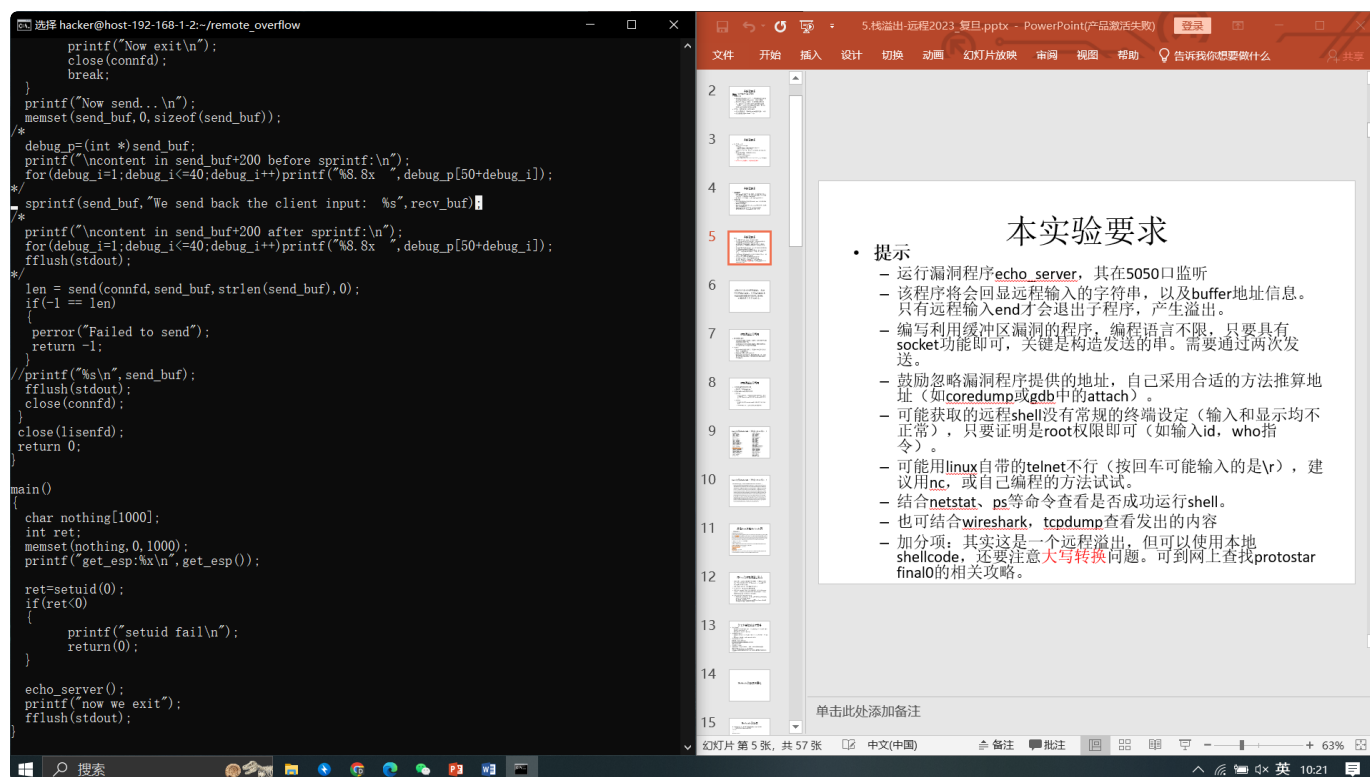 选择 hacker@host-192-168-1-2:~/remote_overflow
printf("Now exit\n");
close(connfd);
break;
}
printf("Now send...\n");
memset(send_buf,0,sizeof(send_buf));
/*
debug_p=(int *)send_buf;
printf("\ncontent in send_buf+200 before sprintf:\n");
for(debug_i=1;debug_i<=40;debug_i++)printf("%8.8x  ",debug_p[50+debug_i]);
*/
sprintf(send_buf,"We send back the client input:  %s",recv_buf);
/*
printf("\ncontent in send_buf+200 after sprintf:\n");
for(debug_i=1;debug_i<=40;debug_i++)printf("%8.8x  ",debug_p[50+debug_i]);
fflush(stdout);
*/
len = send(connfd,send_buf,strlen(send_buf),0);
if(-1 == len)
{
perror("Failed to send");
return -1;
}
//printf("%s\n",send_buf);
fflush(stdout);
close(connfd);
}
close(lisenfd);
return 0;
}
main()
{
char nothing[1000];
int ret;
memset(nothing,0,1000);
printf("get_esp:%x\n",get_esp());
ret=setuid(0);
if(ret<0)
{
printf("setuid fail\n");
return(0);
}
echo_server();
printf("now we exit");
fflush(stdout);
}
5.栈溢出-远程2023_复旦.pptx - PowerPoint(产品激活失败)
登录
文件 开始 插入 设计 切换 动画 幻灯片放映 审阅 视图 帮助 告诉我你想要做什么 共享
2
3
4
5
6
7
8
9
10
11
12
13
14
15
本实验要求
• 提示
– 运行漏洞程序echo_server，其在5050口监听
– 该程序将会回显远程输入的字符串，以及buffer地址信息。
只有远程输入end才会退出子程序，产生溢出。
– 编写利用缓冲区漏洞的程序，编程语言不限，只要具有
socket功能即可，关键是构造发送的串。需要通过两次发
送。
– 鼓励忽略漏洞程序提供的地址，自己采用合适的方法推算地
址（如coredump或gdb中的attach）。
– 可能获取的远程shell没有常规的终端设定（输入和显示均不
正常），只要证明是root权限即可（如输入id，who指
令）。
– 可能用linux自带的telnet不行（按回车可能输入的是\r），建
议用nc，或自己编程的方法试试。
– 结合netstat、ps等命令查看是否成功运行shell。
– 也可结合wireshark，tcpdump查看发出的内容
– 加分项：其实这是一个远程溢出，但可以使用本地
shellcode，还要注意大写转换问题。可到网上查找protostar
final0的相关攻略。
单击此处添加备注
幻灯片 第 5 张，共 57 张 中文(中国) 备注 批注 63%
搜索
英 10:21